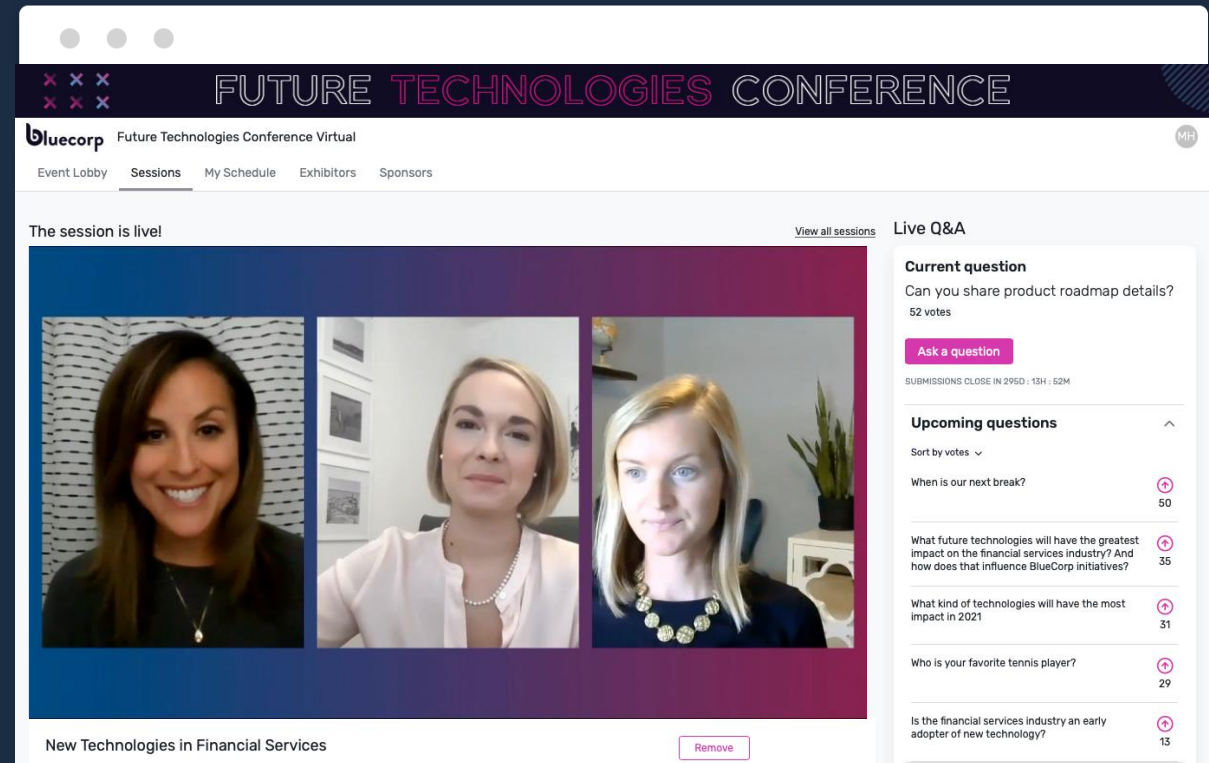 FUTURE TECHNOLOGIES CONFERENCE
bluecorp Future Technologies Conference Virtual
MH
Event Lobby Sessions My Schedule Exhibitors Sponsors
The session is live!
View all sessions
New Technologies in Financial Services
Remove
Live Q&A
Current question
Can you share product roadmap details?
52 votes
Ask a question
SUBMISSIONS CLOSE IN 295D : 13H : 52M
Upcoming questions
Sort by votes
When is our next break?
50
What future technologies will have the greatest
impact on the financial services industry? And
how does that influence BlueCorp initiatives?
35
What kind of technologies will have the most
impact in 2021
31
Who is your favorite tennis player?
29
Is the financial services industry an early
adopter of new technology?
13